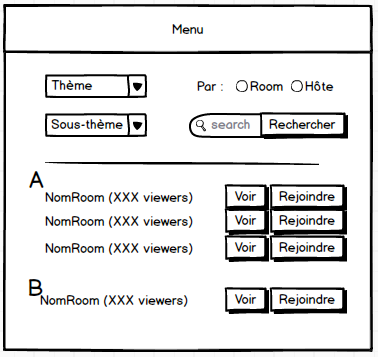 Menu
Thème
Par : Room Hôte
Sous-thème
search Rechercher
A
NomRoom (XXX viewers) Voir Rejoindre
NomRoom (XXX viewers) Voir Rejoindre
NomRoom (XXX viewers) Voir Rejoindre
B
NomRoom (XXX viewers) Voir Rejoindre